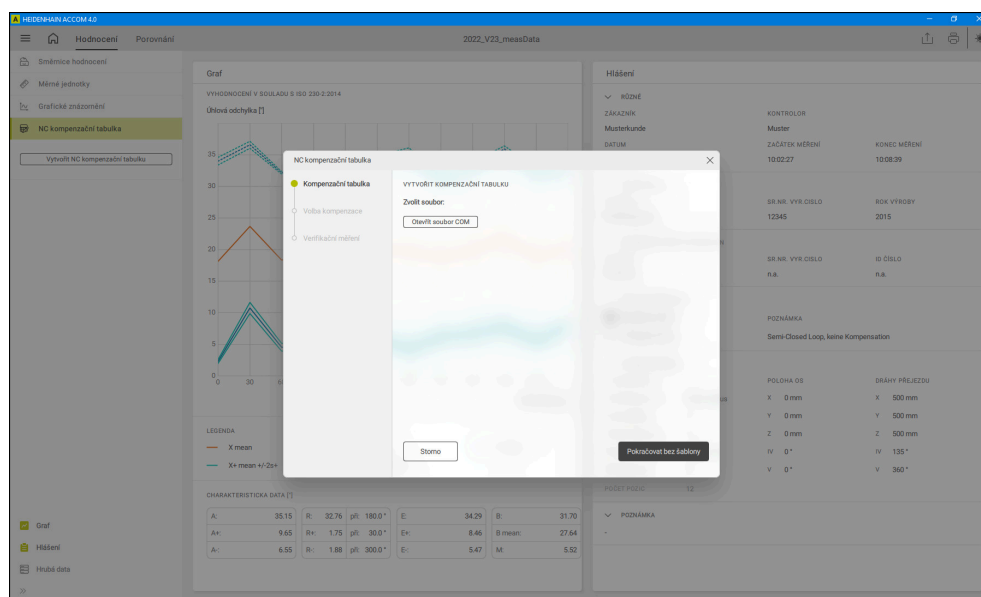 HEIDENHAIN ACCOM 4.0
Hodnocení Porovnání 2022_V23_measData
Směrnice hodnocení
Měrné jednotky
Grafické znázornění
NC kompenzační tabulka
Vytvořit NC kompenzační tabulku
Graf
VYHODNOCENÍ V SOULADU S ISO 230-2:2014
Úhlová odchylka ["]
35
30
25
20
15
10
5
0
0 30
LEGENDA
X mean
X+ mean +/-2s+
CHARAKTERISTICKA DATA ["]
A: 35.15 R: 32.76 při: 180.0 ° E: 34.29 B: 31.70
A+: 9.65 R+: 1.75 při: 30.0 ° E+: 8.46 B mean: 27.64
A-: 6.55 R-: 1.88 při: 300.0 ° E-: 5.47 M: 5.52
Hlášení
RŮZNÉ
ZÁKAZNÍK KONTROLOR
Musterkunde Muster
DATUM ZAČÁTEK MĚŘENÍ KONEC MĚŘENÍ
10:02:27 10:08:39
SR.NR. VYR.CISLO ROK VÝROBY
12345 2015
SR.NR. VYR.CISLO ID ČÍSLO
n.a. n.a.
POZNÁMKA
Semi-Closed Loop, keine Kompensation
POLOHA OS DRÁHY PŘEJEZDU
X 0 mm X 500 mm
Y 0 mm Y 500 mm
Z 0 mm Z 500 mm
IV 0 ° IV 135 °
V 0 ° V 360 °
POČET POZIC 12
POZNÁMKA
-
NC kompenzační tabulka
Kompenzační tabulka
Volba kompenzace
Verifikační měření
VYTVOŘIT KOMPENZAČNÍ TABULKU
Zvolit soubor:
Otevřít soubor COM
Storno
Pokračovat bez šablony
Graf
Hlášení
Hrubé data